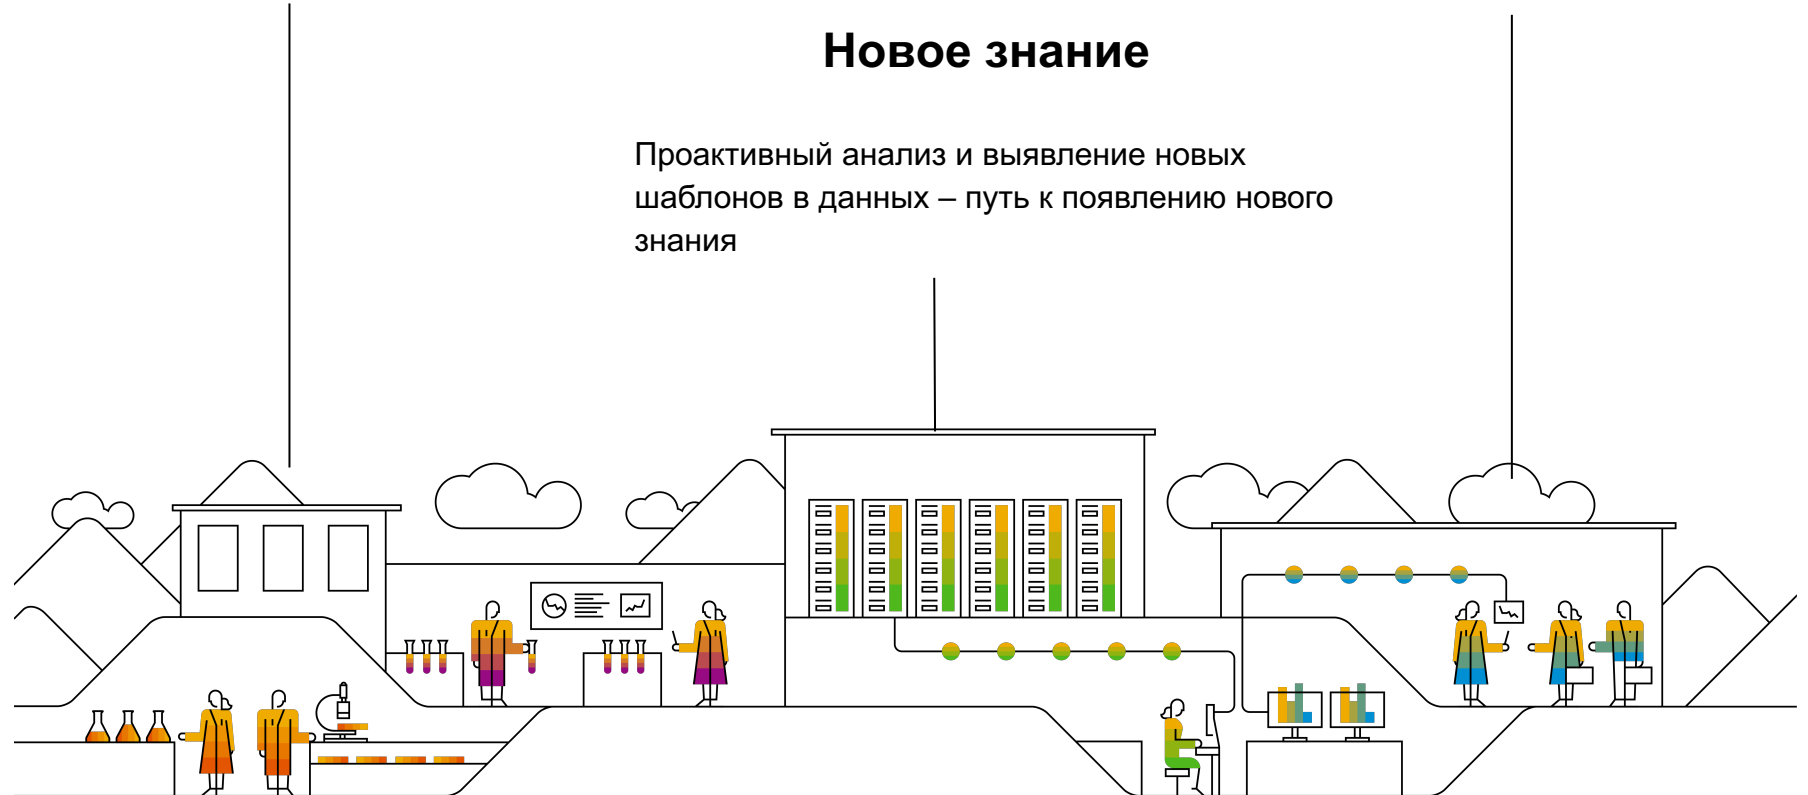 Новое знание
Проактивный анализ и выявление новых
шаблонов в данных – путь к появлению нового
знания